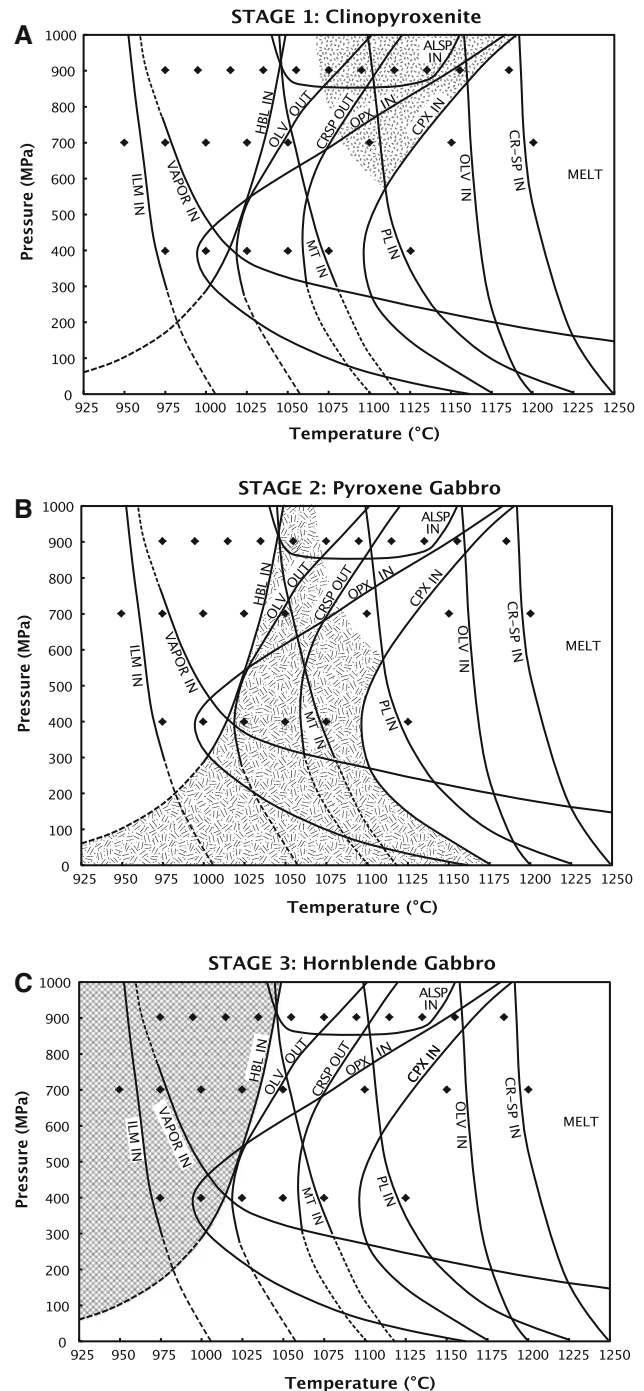 A
STAGE 1: Clinopyroxenite
Pressure (MPa)
1000
900
800
700
600
500
400
300
200
100
0
ILM IN
VAPOR IN
HBL IN
OLV OUT
CRSP OUT
OPX IN
ALSP
IN
CPX IN
MT IN
PL IN
OLV IN
CR-SP IN
MELT
925 950 975 1000 1025 1050 1075 1100 1125 1150 1175 1200 1225 1250
Temperature (°C)
B
STAGE 2: Pyroxene Gabbro
Pressure (MPa)
1000
900
800
700
600
500
400
300
200
100
0
ILM IN
VAPOR IN
HBL IN
OLV OUT
CRSP OUT
OPX IN
ALSP
IN
CPX IN
MT IN
PL IN
OLV IN
CR-SP IN
MELT
925 950 975 1000 1025 1050 1075 1100 1125 1150 1175 1200 1225 1250
Temperature (°C)
C
STAGE 3: Hornblende Gabbro
Pressure (MPa)
1000
900
800
700
600
500
400
300
200
100
0
ILM IN
VAPOR IN
HBL IN
OLV OUT
CRSP OUT
OPX IN
ALSP
IN
CPX IN
MT IN
PL IN
OLV IN
CR-SP IN
MELT
925 950 975 1000 1025 1050 1075 1100 1125 1150 1175 1200 1225 1250
Temperature (°C)